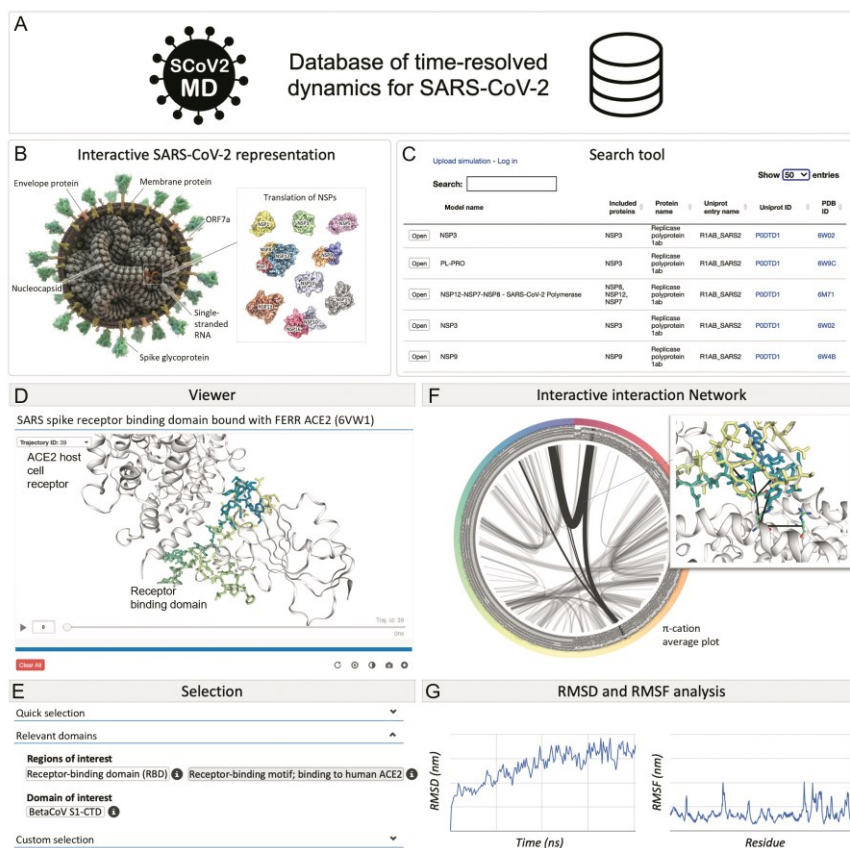 A
SCoV2
MD
Database of time-resolved
dynamics for SARS-CoV-2
B
Interactive SARS-CoV-2 representation
Envelope protein
Membrane protein
ORF7a
Nucleocapsid
Single-
stranded
RNA
Spike glycoprotein
Translation of NSPs
C
Search tool
Upload simulation - Log in
Show 50 entries
Search:
Model name
Included
proteins
Protein
name
Uniprot
entry name
Uniprot ID
PDB
ID
Open NSP3 NSP3 Replicase
polyprotein
1ab R1AB_SARS2 P0DTD1 6W02
Open PL-PRO NSP3 Replicase
polyprotein
1ab R1AB_SARS2 P0DTD1 6W9C
Open NSP12-NSP7-NSP8 - SARS-CoV-2 Polymerase NSP8,
NSP12,
NSP7 Replicase
polyprotein
1ab R1AB_SARS2 P0DTD1 6M71
Open NSP3 NSP3 Replicase
polyprotein
1ab R1AB_SARS2 P0DTD1 6W02
Open NSP9 NSP9 Replicase
polyprotein
1ab R1AB_SARS2 P0DTD1 6W4B
D
Viewer
SARS spike receptor binding domain bound with FERR ACE2 (6VW1)
Trajectory ID: 39
ACE2 host
cell
receptor
Receptor
binding domain
0
Traj. id: 39
0ns
Clear All
F
Interactive interaction Network
π-cation
average plot
E
Selection
Quick selection
Relevant domains
Regions of interest
Receptor-binding domain (RBD) i Receptor-binding motif; binding to human ACE2 i
Domain of interest
BetaCoV S1-CTD i
Custom selection
G
RMSD and RMSF analysis
RMSD (nm)
Time (ns)
RMSF (nm)
Residue